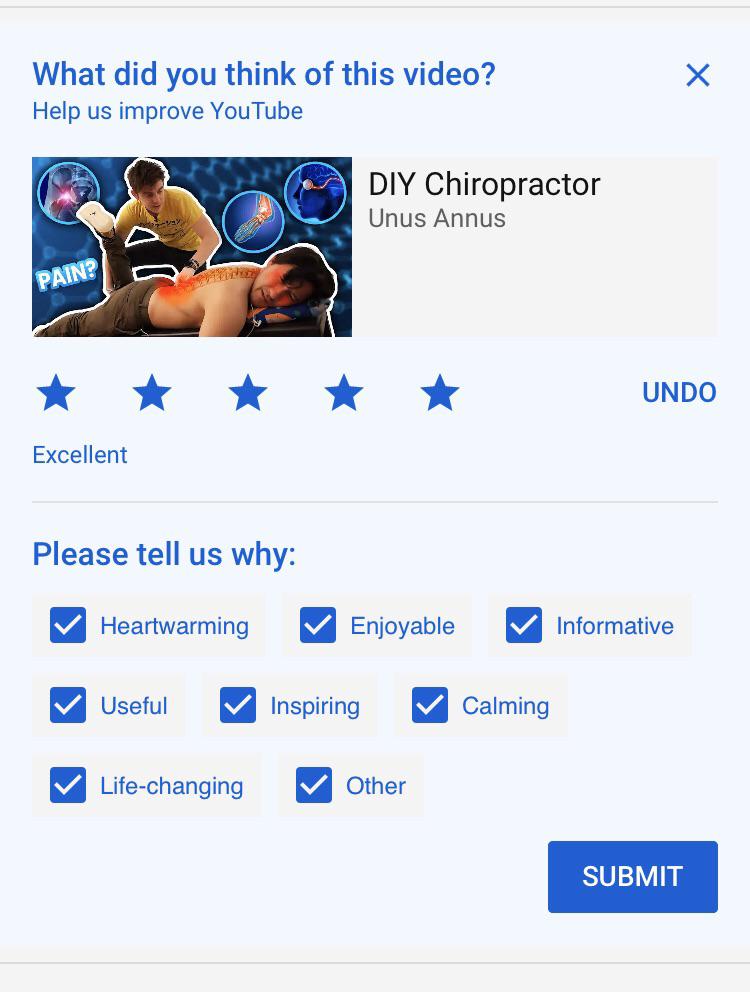 What did you think of this video?
Help us improve YouTube
DIY Chiropractor
Unus Annus
PAIN?
UNDO
Excellent
Please tell us why:
Heartwarming Enjoyable Informative
Useful Inspiring Calming
Life-changing Other
SUBMIT